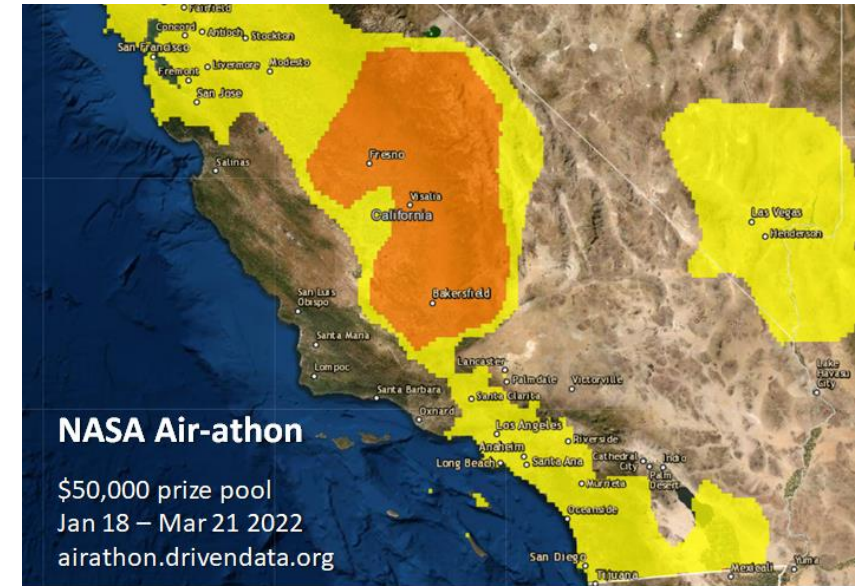 Fairfield
Concord
Antioch
Stockton
San Francisco
Livermore
Modesto
Fremont
San Jose
Salinas
Fresno
Visalia
California
Las Vegas
Henderson
Bakersfield
San Luis
Obispo
Santa Maria
Lompoc
Lancaster
Palmdale
Victorville
Lake
Havasu
City
Santa Barbara
Santa Clarita
Oxnard
Los Angeles
Riverside
Anaheim
Long Beach
Santa Ana
Cathedral
City
Indio
Palm
Desert
Murrieta
Oceanside
San Diego
Tijuana
Mexicali
Yuma
NASA Air-athon
$50,000 prize pool
Jan 18 – Mar 21 2022
airathon.drivendata.org